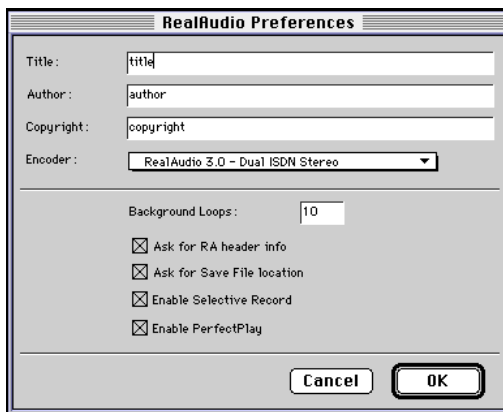 RealAudio Preferences
Title: title
Author: author
Copyright: copyright
Encoder: RealAudio 3.0 - Dual ISDN Stereo
Background Loops: 10
Ask for RA header info
Ask for Save File location
Enable Selective Record
Enable PerfectPlay
Cancel OK